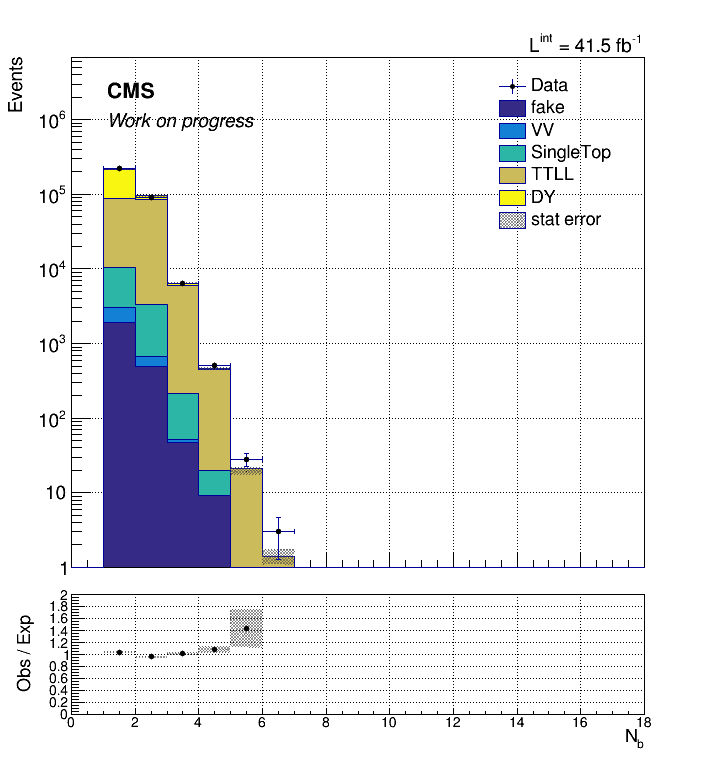 L^int = 41.5 fb^-1
Events
CMS
Work on progress
Data
fake
VV
SingleTop
TTLL
DY
stat error
10^6
10^5
10^4
10^3
10^2
10
1
Obs / Exp
2
1.8
1.6
1.4
1.2
1
0.8
0.6
0.4
0.2
0
0 2 4 6 8 10 12 14 16 18
N_b